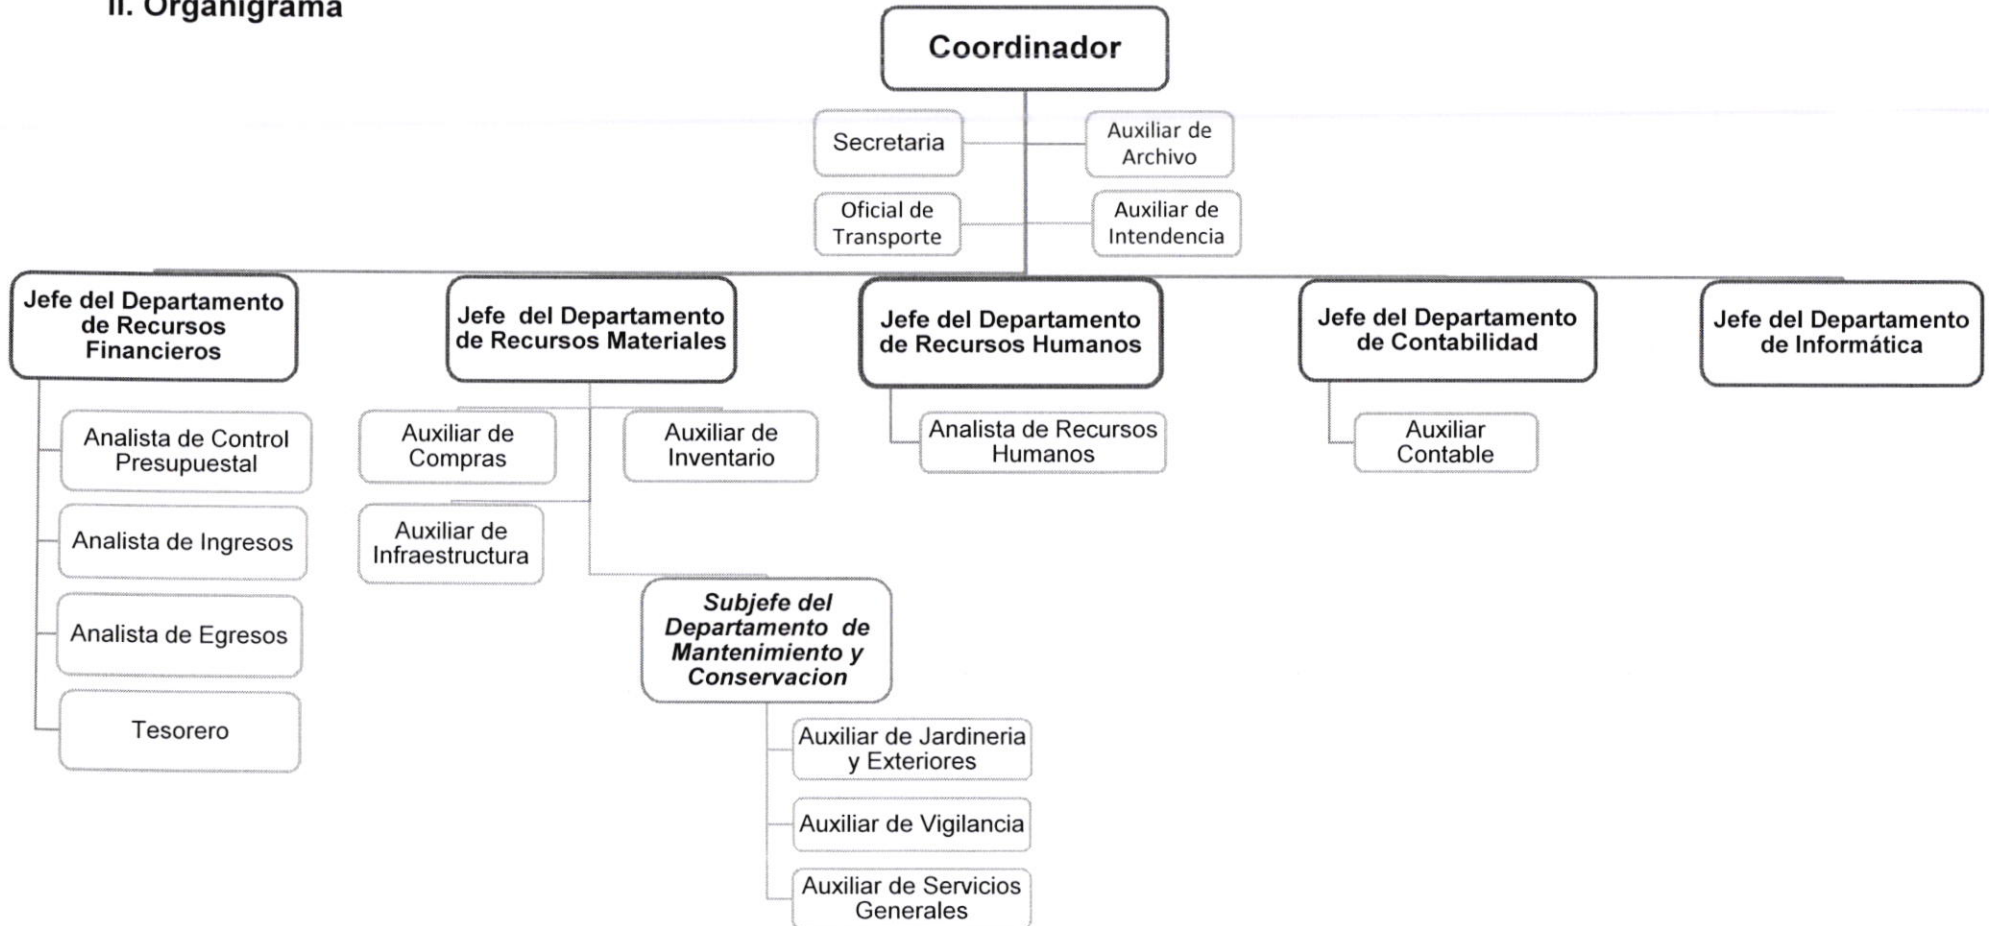 II. Organigrama
Coordinador
Secretaria
Auxiliar de
Archivo
Oficial de
Transporte
Auxiliar de
Intendencia
Jefe del Departamento
de Recursos
Financieros
Jefe del Departamento
de Recursos Materiales
Jefe del Departamento
de Recursos Humanos
Jefe del Departamento
de Contabilidad
Jefe del Departamento
de Informática
Analista de Control
Presupuestal
Analista de Ingresos
Analista de Egresos
Tesorero
Auxiliar de
Compras
Auxiliar de
Inventario
Auxiliar de
Infraestructura
Subjefe del
Departamento de
Mantenimiento y
Conservacion
Auxiliar de Jardineria
y Exteriores
Auxiliar de Vigilancia
Auxiliar de Servicios
Generales
Analista de Recursos
Humanos
Auxiliar
Contable